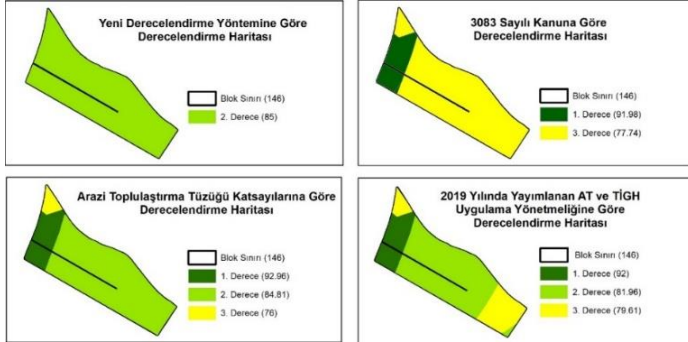 Yeni Derecelendirme Yöntemine Göre
Derecelendirme Haritası
Blok Sınırı (146)
2. Derece (85)
3083 Sayılı Kanuna Göre
Derecelendirme Haritası
Blok Sınırı (146)
1. Derece (91.98)
3. Derece (77.74)
Arazi Toplulaştırma Tüzüğü Katsayılarına Göre
Derecelendirme Haritası
Blok Sınırı (146)
1. Derece (92.96)
2. Derece (84.81)
3. Derece (76)
2019 Yılında Yayımlanan AT ve TİGH
Uygulama Yönetmeliğine Göre
Derecelendirme Haritası
Blok Sınırı (146)
1. Derece (92)
2. Derece (81.96)
3. Derece (79.61)